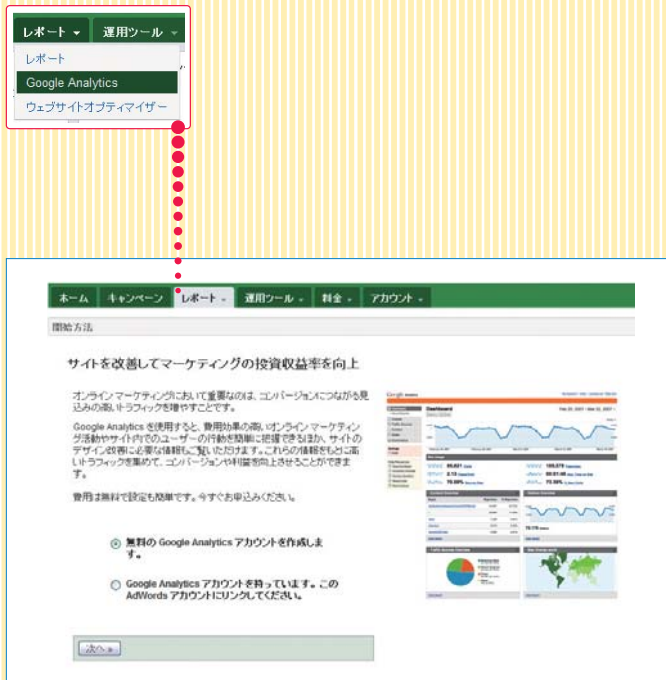 レポート 運用ツール
レポート
Google Analytics
ウェブサイトオプティマイザー
ホーム キャンペーン レポート 運用ツール 料金 アカウント
開始方法
サイトを改善してマーケティングの投資収益率を向上
オンライン マーケティングにおいて重要なのは、コンバージョンにつながる見
込みの高いトラフィックを増やすことです。
Google Analytics を使用すると、費用効果の高いオンライン マーケティン
グ活動やサイト内でのユーザーの行動を簡単に把握できるほか、サイトの
デザイン改善に必要な情報もご覧いただけます。これらの情報をもとに高
いトラフィックを集めて、コンバージョンや利益を向上させることができま
す。
費用は無料で設定も簡単です。今すぐお申込みください。
無料の Google Analytics アカウントを作成しま
す。
Google Analytics アカウントを持っています。この
AdWords アカウントにリンクしてください。
次へ »
Dashboard